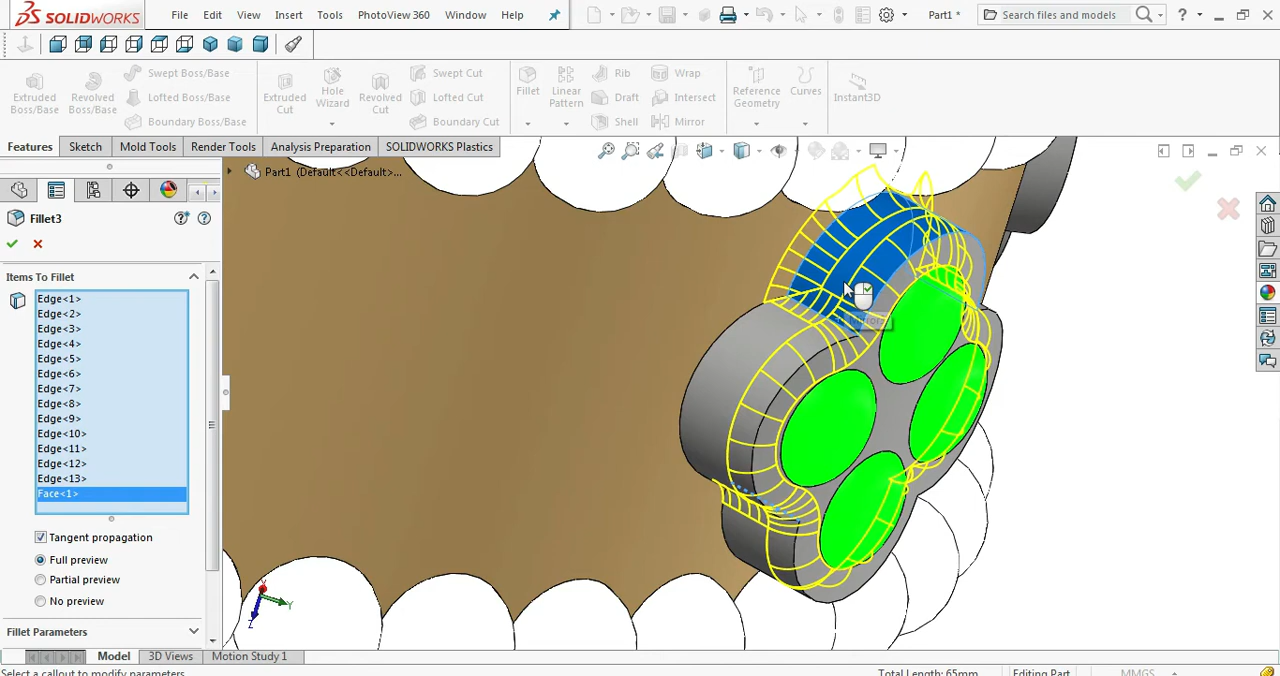 SOLIDWORKS File Edit View Insert Tools PhotoView 360 Window Help Part1 * Search files and models ?
Extruded Boss/Base
Revolved Boss/Base
Swept Boss/Base
Lofted Boss/Base
Boundary Boss/Base
Extruded Cut
Hole Wizard
Revolved Cut
Swept Cut
Lofted Cut
Boundary Cut
Fillet
Linear Pattern
Rib
Draft
Shell
Wrap
Intersect
Mirror
Reference Geometry
Curves
Instant3D
Features Sketch Mold Tools Render Tools Analysis Preparation SOLIDWORKS Plastics
Part1 (Default<<Default>...
Fillet3
Items To Fillet
Edge<1>
Edge<2>
Edge<3>
Edge<4>
Edge<5>
Edge<6>
Edge<7>
Edge<8>
Edge<9>
Edge<10>
Edge<11>
Edge<12>
Edge<13>
Face<1>
Tangent propagation
Full preview
Partial preview
No preview
Fillet Parameters
Y
Z
Model 3D Views Motion Study 1
Select a callout to modify parameters Total Length: 65mm Editing Part MMGS